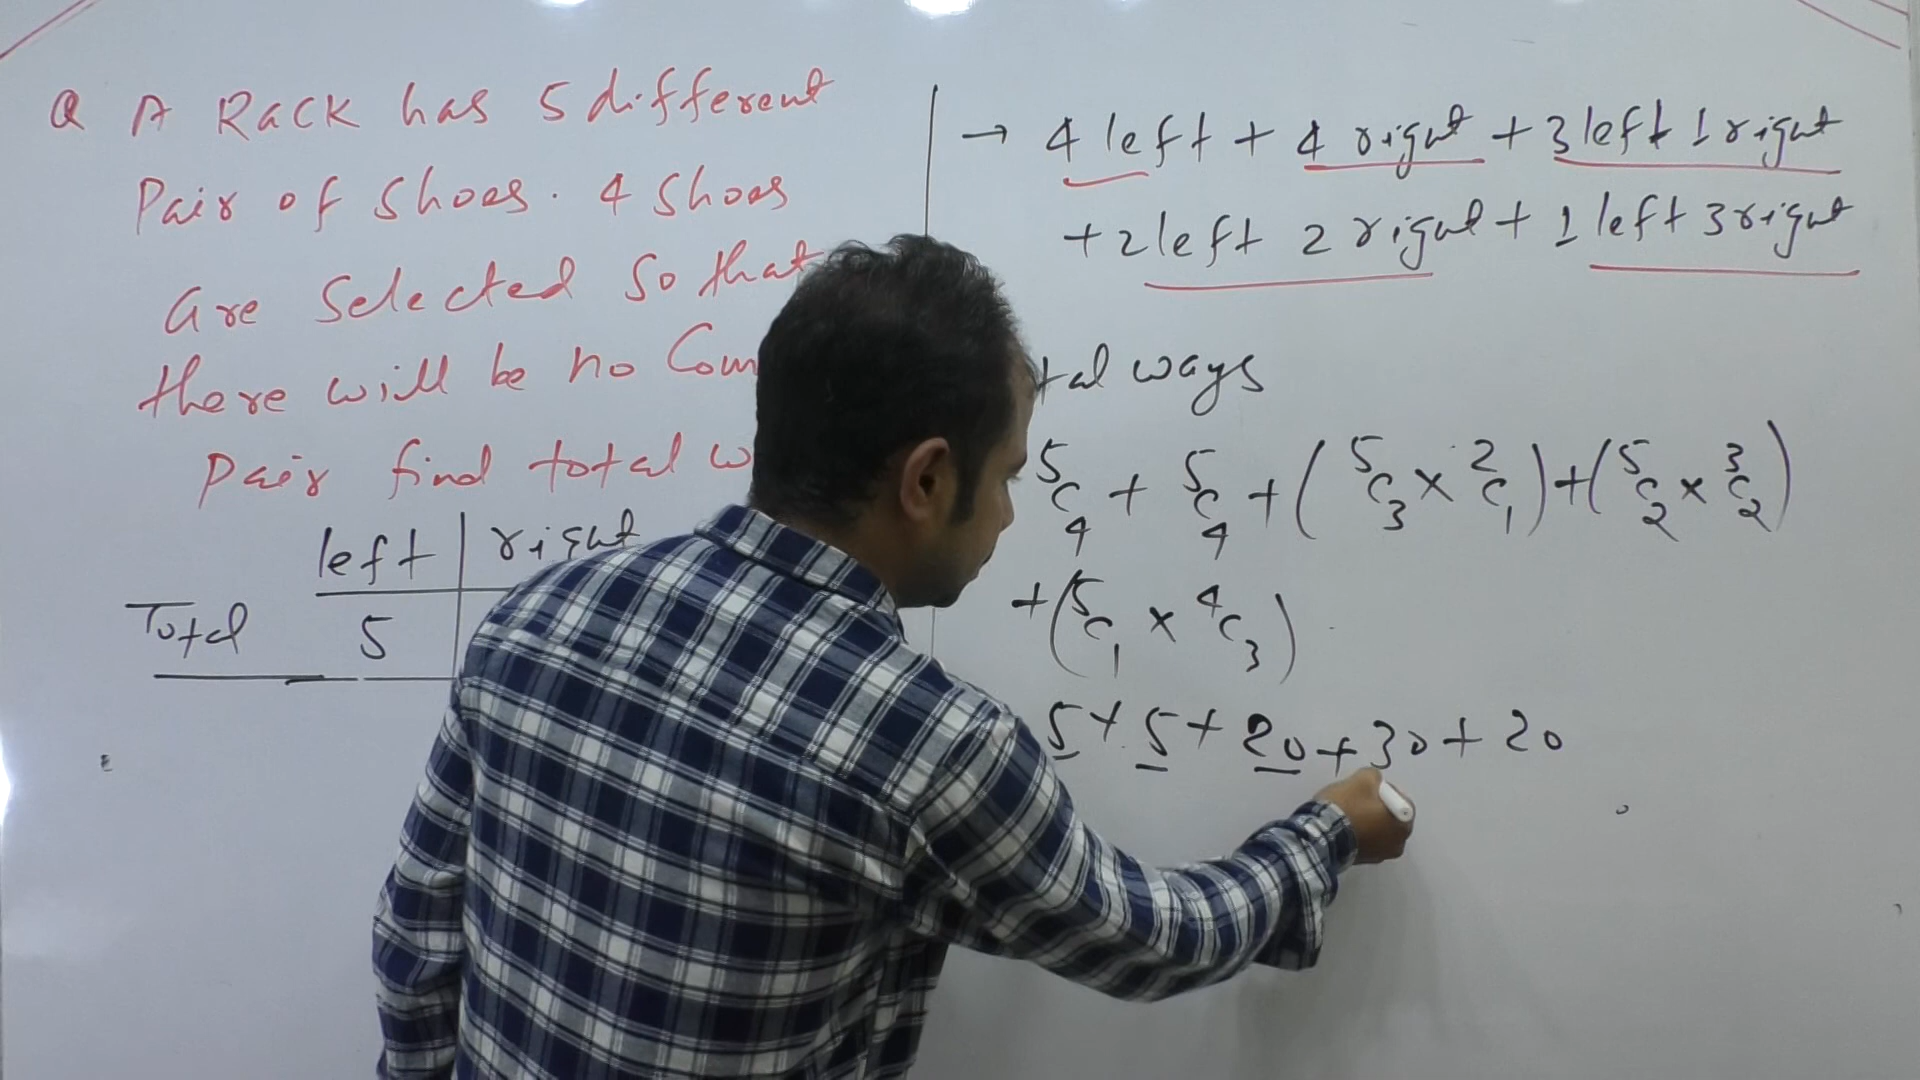 Q A Rack has 5 different
Pair of Shoes. 4 Shoes
are Selected So that
there will be no Com
Pair find total w
left right
Total 5
→ 4 left + 4 right + 3 left 1 right
+ 2 left 2 right + 1 left 3 right
tal ways
⁵C₄ + ⁵C₄ + (⁵C₃ × ²C₁) + (⁵C₂ × ³C₂)
+ (⁵C₁ × ⁴C₃)
5 + 5 + 20 + 30 + 20